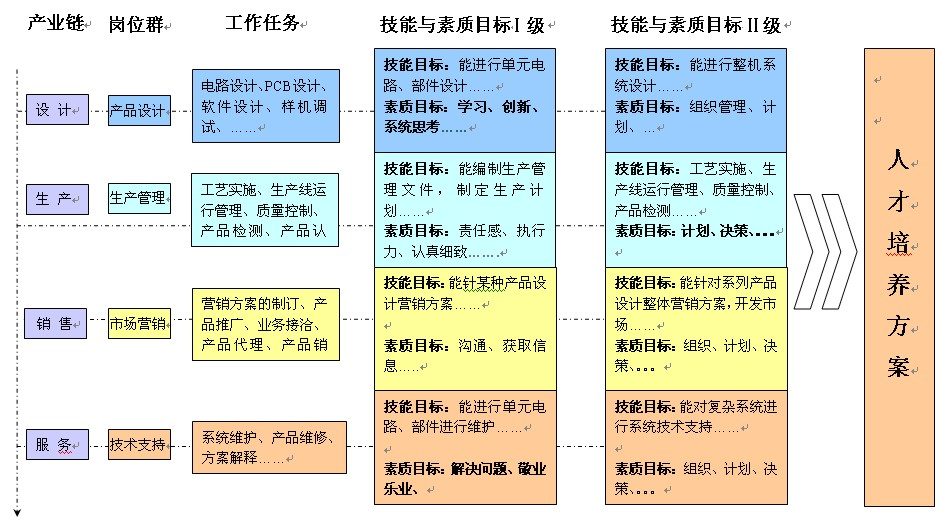 产业链 岗位群 工作任务 技能与素质目标I 级 技能与素质目标 II 级
设 计
产品设计
电路设计、PCB设计、
软件设计、样机调
试、……
技能目标：能进行单元电
路、部件设计……
素质目标：学习、创新、
系统思考……
技能目标：能进行整机系
统设计……
素质目标：组织管理、计
划、…
生 产
生产管理
工艺实施、生产线运
行管理、质量控制、
产品检测、产品认
技能目标：能编制生产管
理文件，制定生产计
划……
素质目标：责任感、执行
力、认真细致…….
技能目标：工艺实施、生
产线运行管理、质量控制、
产品检测……
素质目标：计划、决策、。。。。
销 售
市场营销
营销方案的制订、产
品推广、业务接洽、
产品代理、产品销
技能目标：能针某种产品设
计营销方案……
素质目标：沟通、获取信
息…..
技能目标：能针对系列产品
设计整体营销方案，开发市
场……
素质目标：组织、计划、决
策、。。。
服 务
技术支持
系统维护、产品维修、
方案解释……
技能目标：能进行单元电
路、部件进行维护……
素质目标：解决问题、敬业
乐业、
技能目标：能对复杂系统进
行系统技术支持……
素质目标：组织、计划、决
策、。。。
人
才
培
养
方
案